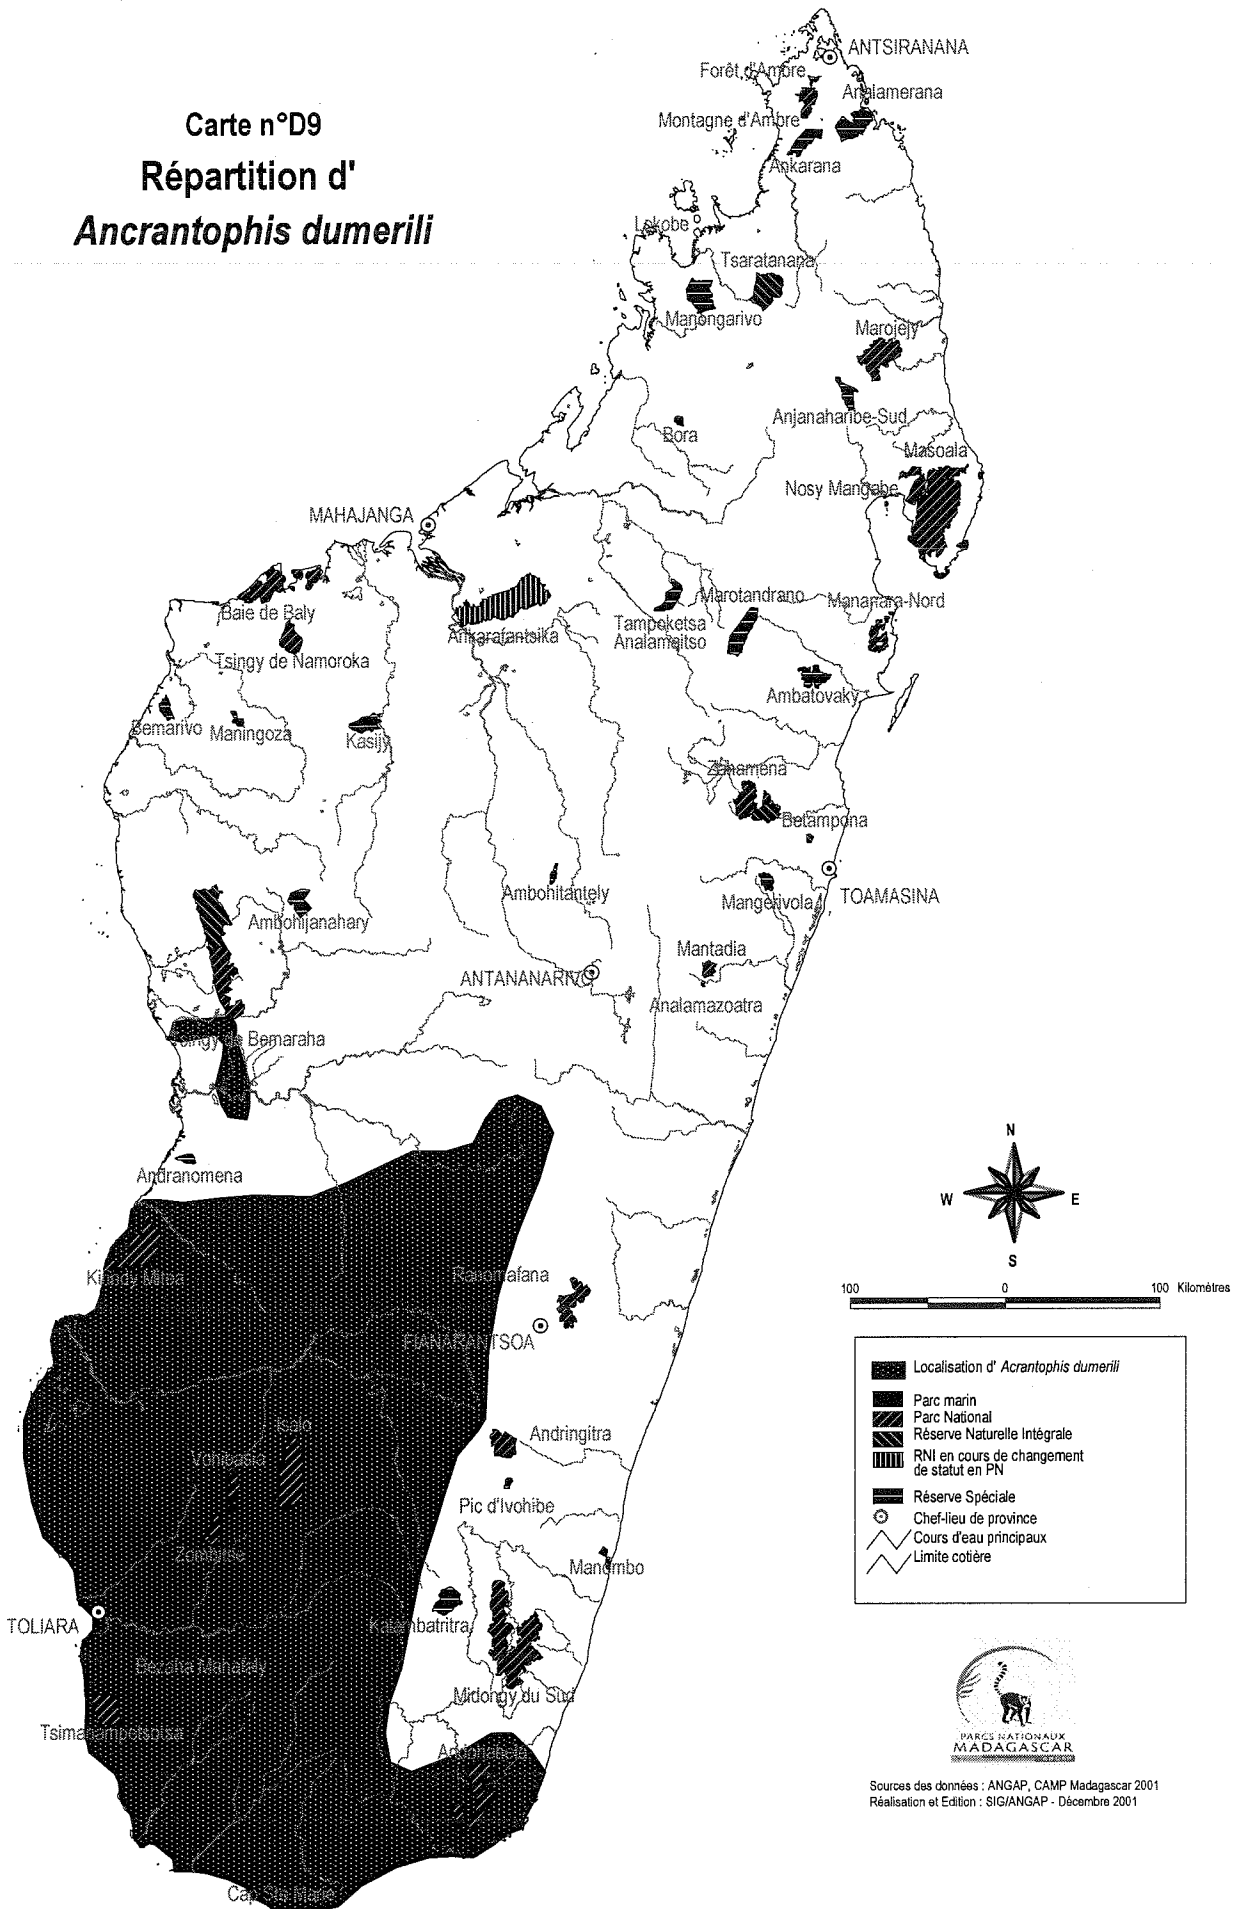 Carte n°D9
Répartition d'
Ancrantophis dumerili
ANTSIRANANA
Forêt d'Ambre
Analamerana
Montagne d'Ambre
Ankarana
Lokobe
Tsaratanana
Manongarivo
Marojejy
Anjanaharibe-Sud
Bora
Masoala
Nosy Mangabe
MAHAJANGA
Baie de Baly
Ankarafantsika
Tampoketsa
Analamaitso
Marotandrano
Mananara-Nord
Tsingy de Namoroka
Ambatovaky
Bemarivo
Maningoza
Kasijy
Zahamena
Betampona
Ambohitantely
Mangerivola
TOAMASINA
Ambohijanahary
Mantadia
ANTANANARIVO
Analamazoatra
Tsingy de Bemaraha
Andranomena
Kirindy Mitea
Ranomafana
FIANARANTSOA
Isalo
Vohibasia
Andringitra
Pic d'Ivohibe
Zombitse
Manombo
TOLIARA
Kalambatritra
Bezaha Mahafaly
Midongy du Sud
Tsimanampetsotsa
Andohahela
Cap Ste Marie
N
W
E
S
100
0
100 Kilomètres
Localisation d' Acrantophis dumerili
Parc marin
Parc National
Réserve Naturelle Intégrale
RNI en cours de changement
de statut en PN
Réserve Spéciale
Chef-lieu de province
Cours d'eau principaux
Limite cotière
PARCS NATIONAUX
MADAGASCAR
Sources des données : ANGAP, CAMP Madagascar 2001
Réalisation et Edition : SIG/ANGAP - Décembre 2001